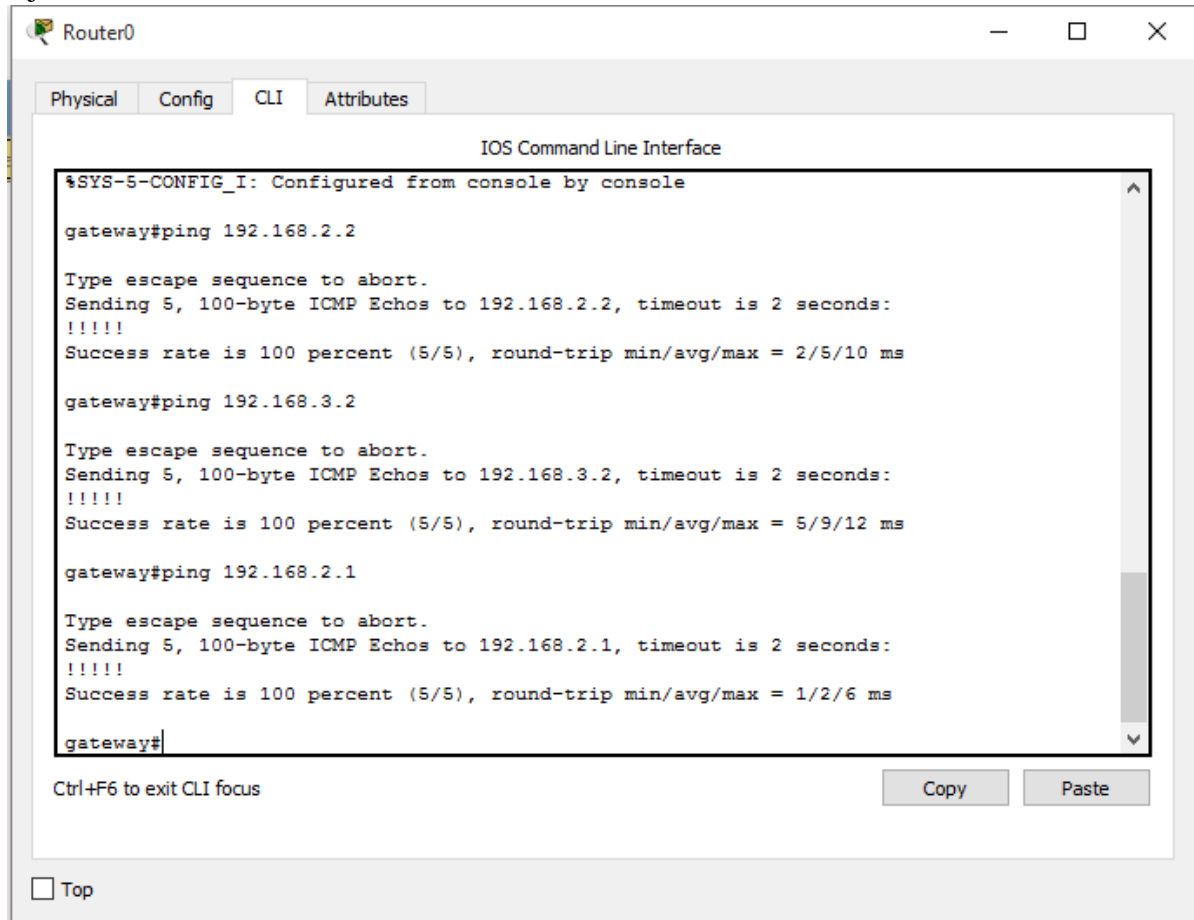 Router0
Physical Config CLI Attributes
IOS Command Line Interface
%SYS-5-CONFIG_I: Configured from console by console
gateway#ping 192.168.2.2
Type escape sequence to abort.
Sending 5, 100-byte ICMP Echos to 192.168.2.2, timeout is 2 seconds:
!!!!!
Success rate is 100 percent (5/5), round-trip min/avg/max = 2/5/10 ms
gateway#ping 192.168.3.2
Type escape sequence to abort.
Sending 5, 100-byte ICMP Echos to 192.168.3.2, timeout is 2 seconds:
!!!!!
Success rate is 100 percent (5/5), round-trip min/avg/max = 5/9/12 ms
gateway#ping 192.168.2.1
Type escape sequence to abort.
Sending 5, 100-byte ICMP Echos to 192.168.2.1, timeout is 2 seconds:
!!!!!
Success rate is 100 percent (5/5), round-trip min/avg/max = 1/2/6 ms
gateway#
Ctrl+F6 to exit CLI focus
Copy Paste
Top